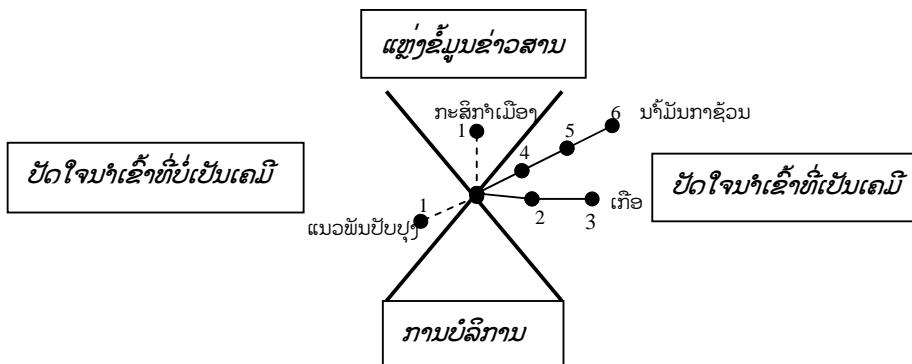 ແຫຼ່ງຂໍ້ມູນຂ່າວສານ
ກະສິກຳເມືອງ
1
6 ນ້ຳມັນກາຊ້ວນ
5
4
ປັດໃຈນຳເຂົ້າທີ່ບໍ່ເປັນເຄມີ
ປັດໃຈນຳເຂົ້າທີ່ເປັນເຄມີ
1
2
3
ເກືອ
ແນວພັນປັບປຸງ
ການບໍລິການ